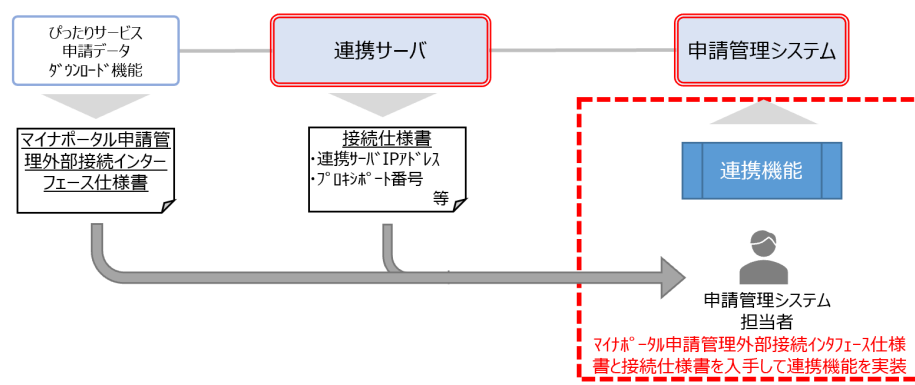 ぴったりサービス
申請データ
ﾀﾞｳﾝﾛｰﾄﾞ機能
連携サーバ
申請管理システム
マイナポータル申請管
理外部接続インター
フェース仕様書
接続仕様書
・連携ｻｰﾊﾞIPｱﾄﾞﾚｽ
・ﾌﾟﾛｷｼﾎﾟｰﾄ番号
等
連携機能
申請管理システム
担当者
ﾏｲﾅﾎﾟｰﾀﾙ申請管理外部接続ｲﾝﾀﾌｪｰｽ仕様
書と接続仕様書を入手して連携機能を実装